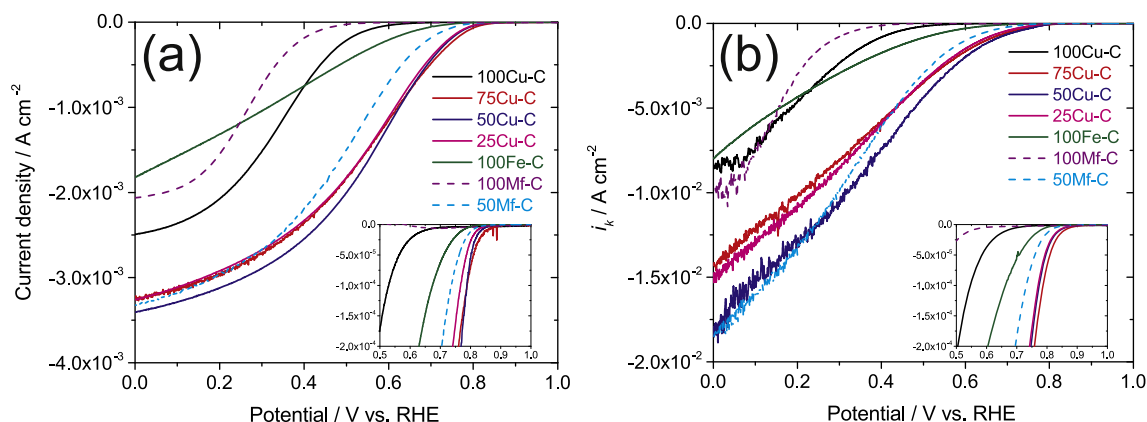 (a)
0.0
-1.0x10⁻³
-2.0x10⁻³
-3.0x10⁻³
-4.0x10⁻³
Current density / A cm⁻²
100Cu-C
75Cu-C
50Cu-C
25Cu-C
100Fe-C
100Mf-C
50Mf-C
0.0
-5.0x10⁻⁵
-1.0x10⁻⁴
-1.5x10⁻⁴
-2.0x10⁻⁴
0.5 0.6 0.7 0.8 0.9 1.0
0.0 0.2 0.4 0.6 0.8 1.0
Potential / V vs. RHE
(b)
0.0
-5.0x10⁻³
-1.0x10⁻²
-1.5x10⁻²
-2.0x10⁻²
iₖ / A cm⁻²
100Cu-C
75Cu-C
50Cu-C
25Cu-C
100Fe-C
100Mf-C
50Mf-C
0.0
-5.0x10⁻⁵
-1.0x10⁻⁴
-1.5x10⁻⁴
-2.0x10⁻⁴
0.5 0.6 0.7 0.8 0.9 1.0
0.0 0.2 0.4 0.6 0.8 1.0
Potential / V vs. RHE